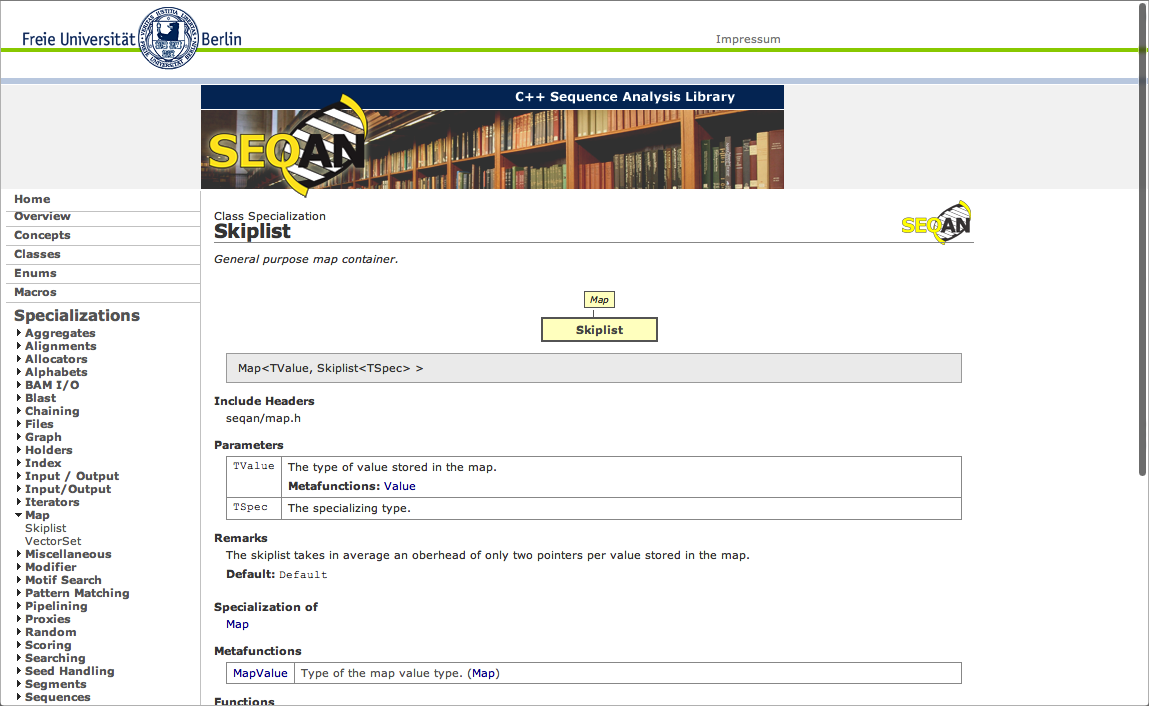 Freie Universität Berlin
Impressum
C++ Sequence Analysis Library
SEQAN
Home
Overview
Concepts
Classes
Enums
Macros
Specializations
Aggregates
Alignments
Allocators
Alphabets
BAM I/O
Blast
Chaining
Files
Graph
Holders
Index
Input / Output
Input/Output
Iterators
Map
Skiplist
VectorSet
Miscellaneous
Modifier
Motif Search
Pattern Matching
Pipelining
Proxies
Random
Scoring
Searching
Seed Handling
Segments
Sequences
Class Specialization
Skiplist
SEQAN
General purpose map container.
Map
Skiplist
Map<TValue, Skiplist<TSpec> >
Include Headers
seqan/map.h
Parameters
TValue The type of value stored in the map.
Metafunctions: Value
TSpec The specializing type.
Remarks
The skiplist takes in average an oberhead of only two pointers per value stored in the map.
Default: Default
Specialization of
Map
Metafunctions
MapValue Type of the map value type. (Map)
Functions